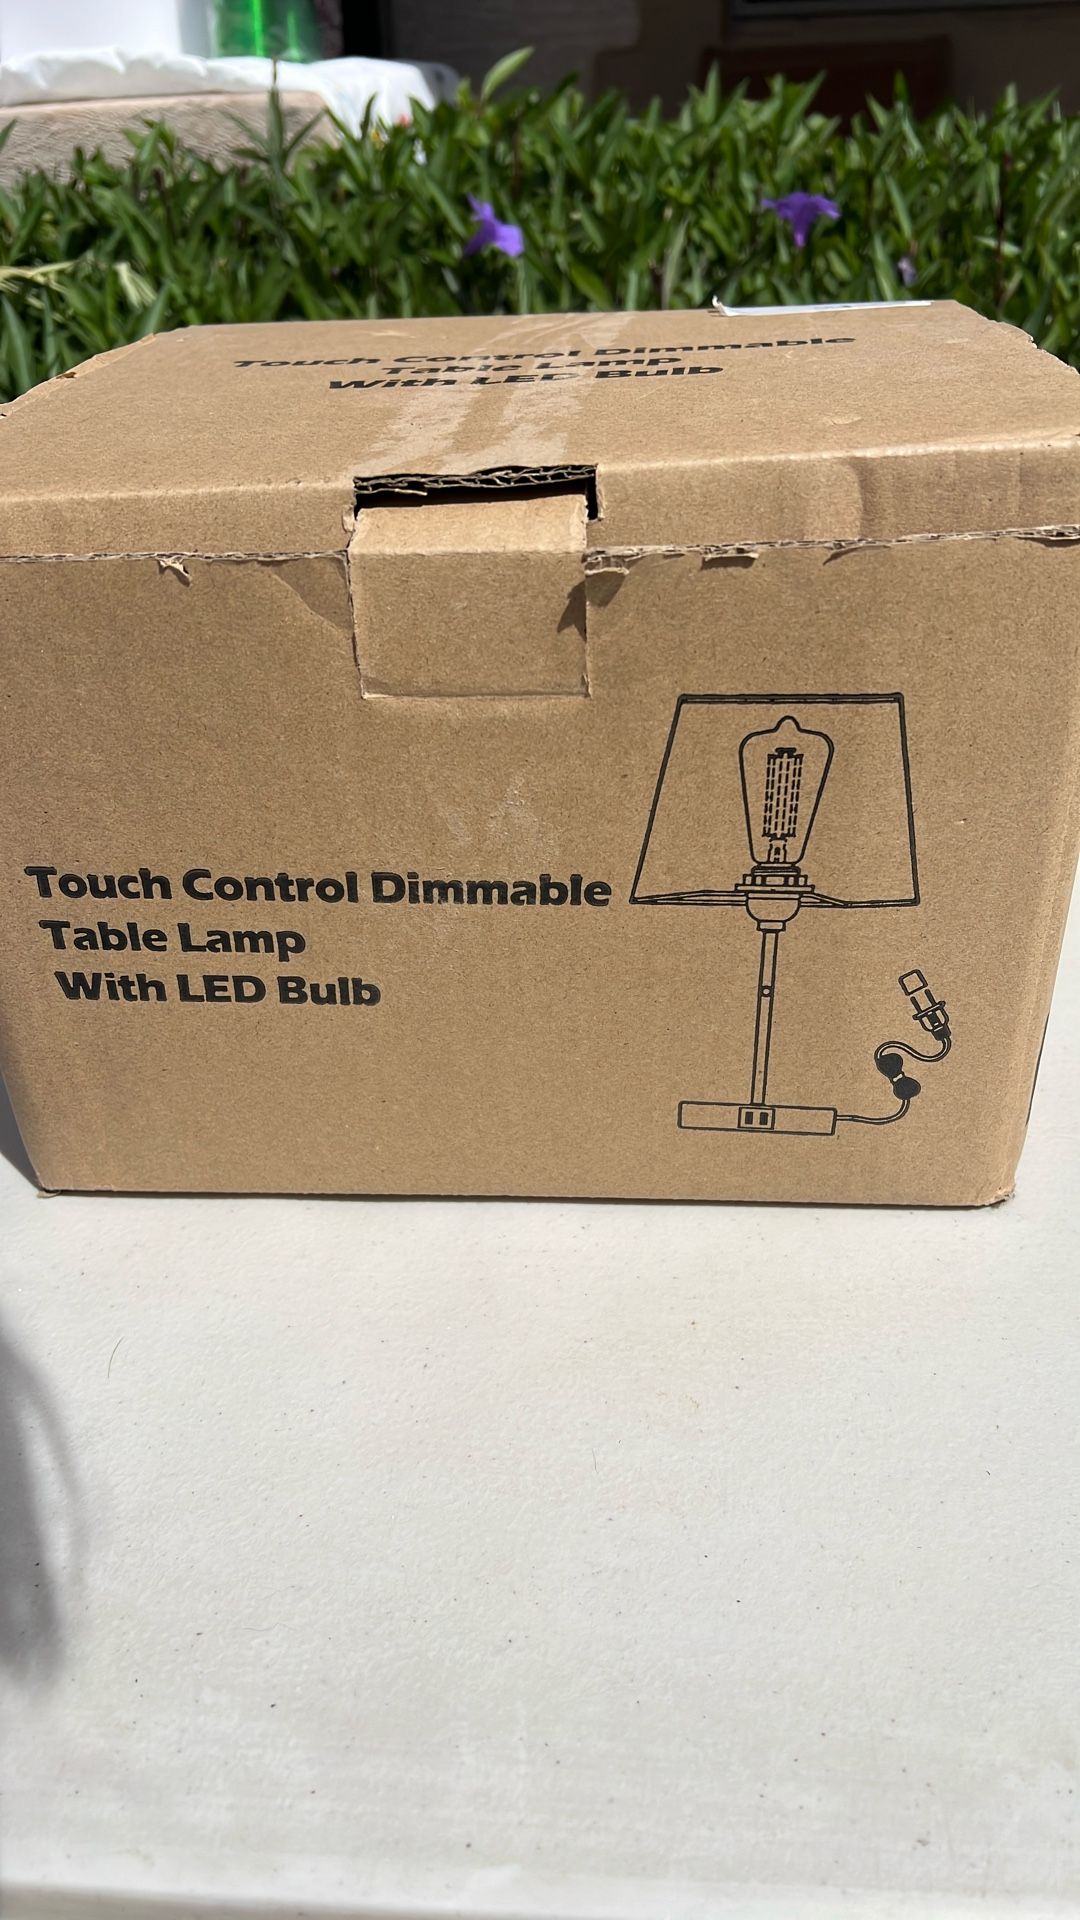 Touch Control Dimmable
Table Lamp
With LED Bulb
Touch Control Dimmable
Table Lamp
With LED Bulb